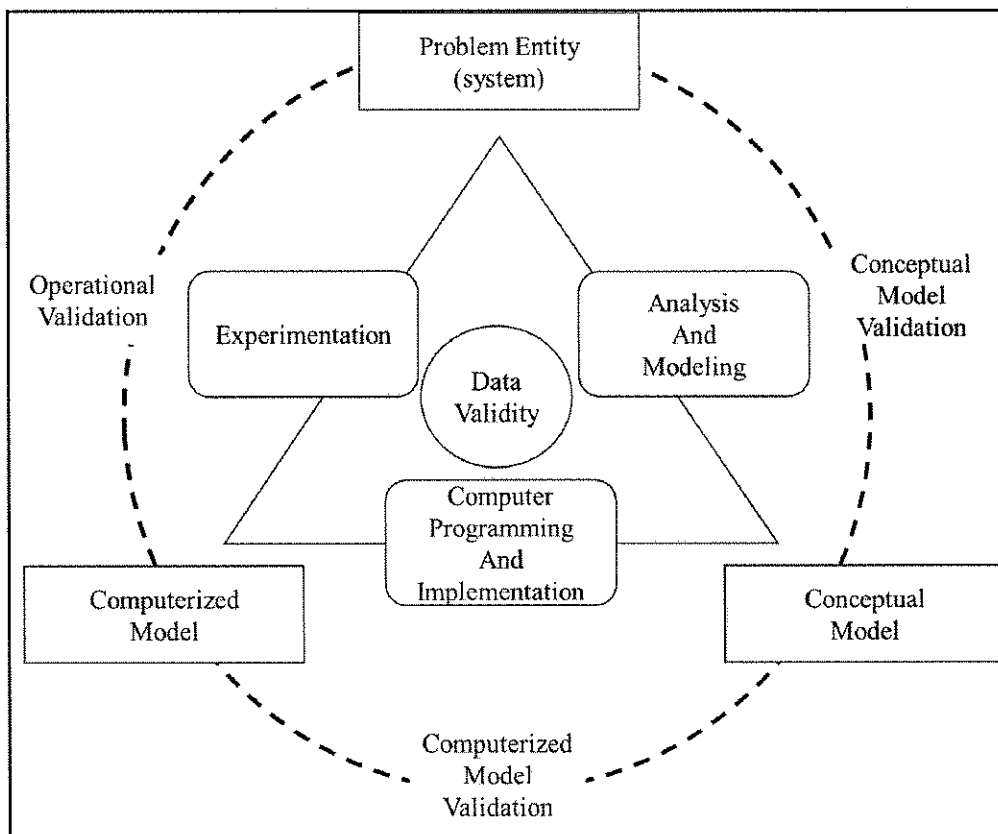 Problem Entity
(system)
Operational
Validation
Conceptual
Model
Validation
Experimentation
Analysis
And
Modeling
Data
Validity
Computer
Programming
And
Implementation
Computerized
Model
Conceptual
Model
Computerized
Model
Validation